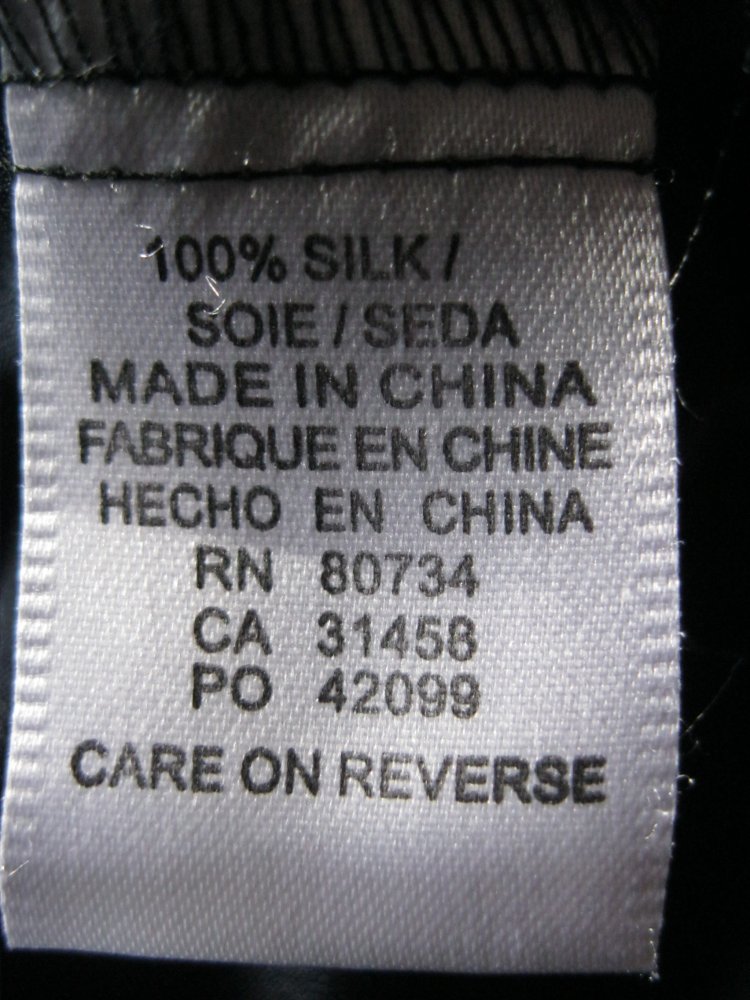 100% SILK /
SOIE / SEDA
MADE IN CHINA
FABRIQUE EN CHINE
HECHO EN CHINA
RN 80734
CA 31458
PO 42099
CARE ON REVERSE